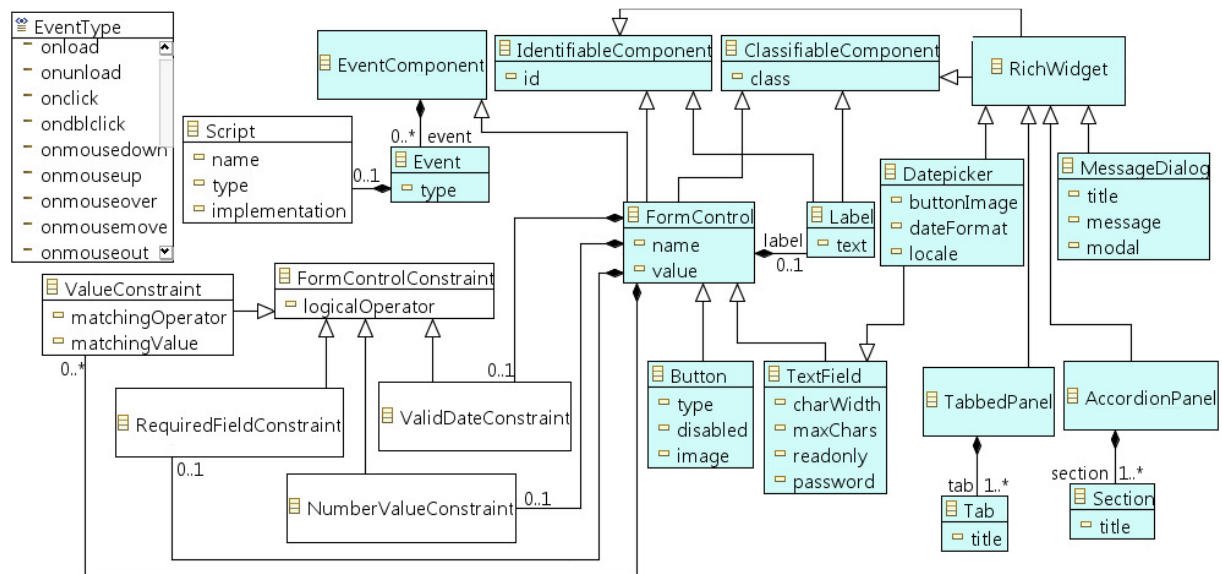 EventType
onload
onunload
onclick
ondblclick
onmousedown
onmouseup
onmouseover
onmousemove
onmouseout
EventComponent
IdentifiableComponent
id
ClassifiableComponent
class
RichWidget
0..* event
Script
name
type
implementation
0..1
Event
type
FormControl
name
value
label
0..1
Label
text
Datepicker
buttonImage
dateFormat
locale
MessageDialog
title
message
modal
ValueConstraint
matchingOperator
matchingValue
0..*
FormControlConstraint
logicalOperator
0..1
RequiredFieldConstraint
0..1
ValidDateConstraint
NumberValueConstraint
0..1
Button
type
disabled
image
TextField
charWidth
maxChars
readonly
password
TabbedPanel
AccordionPanel
tab 1..*
section 1..*
Tab
title
Section
title